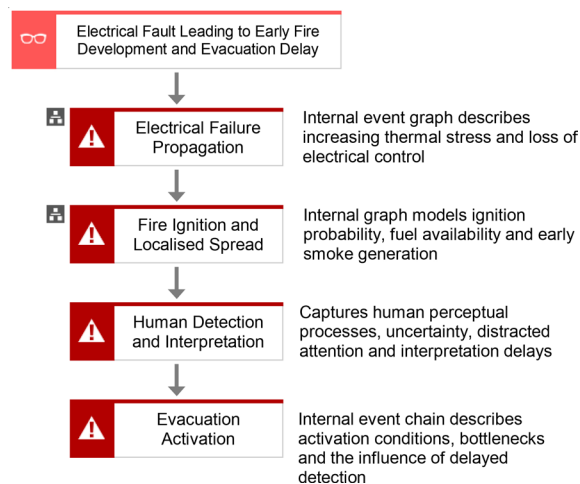 Electrical Fault Leading to Early Fire
Development and Evacuation Delay
Electrical Failure
Propagation
Internal event graph describes
increasing thermal stress and loss of
electrical control
Fire Ignition and
Localised Spread
Internal graph models ignition
probability, fuel availability and early
smoke generation
Human Detection
and Interpretation
Captures human perceptual
processes, uncertainty, distracted
attention and interpretation delays
Evacuation
Activation
Internal event chain describes
activation conditions, bottlenecks
and the influence of delayed
detection